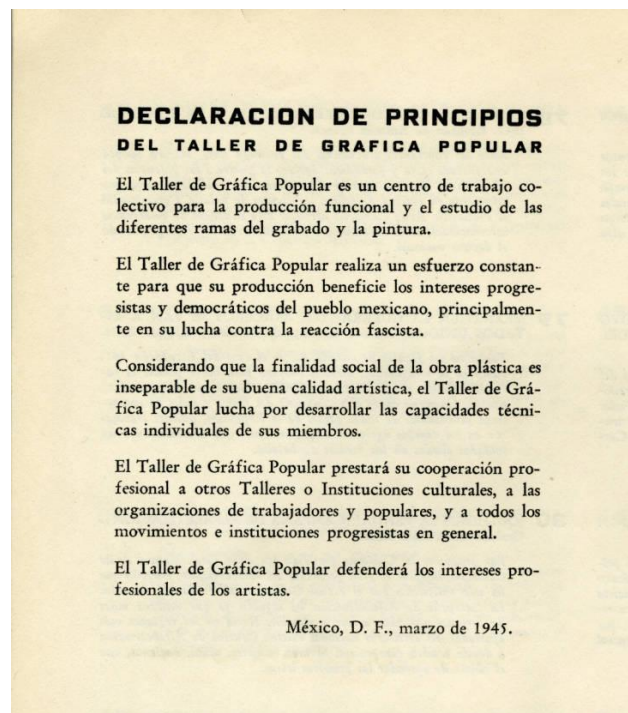 DECLARACION DE PRINCIPIOS
DEL TALLER DE GRAFICA POPULAR
El Taller de Gráfica Popular es un centro de trabajo co-
lectivo para la producción funcional y el estudio de las
diferentes ramas del grabado y la pintura.
El Taller de Gráfica Popular realiza un esfuerzo constan-
te para que su producción beneficie los intereses progre-
sistas y democráticos del pueblo mexicano, principalmen-
te en su lucha contra la reacción fascista.
Considerando que la finalidad social de la obra plástica es
inseparable de su buena calidad artística, el Taller de Grá-
fica Popular lucha por desarrollar las capacidades técni-
cas individuales de sus miembros.
El Taller de Gráfica Popular prestará su cooperación pro-
fesional a otros Talleres o Instituciones culturales, a las
organizaciones de trabajadores y populares, y a todos los
movimientos e instituciones progresistas en general.
El Taller de Gráfica Popular defenderá los intereses pro-
fesionales de los artistas.
México, D. F., marzo de 1945.